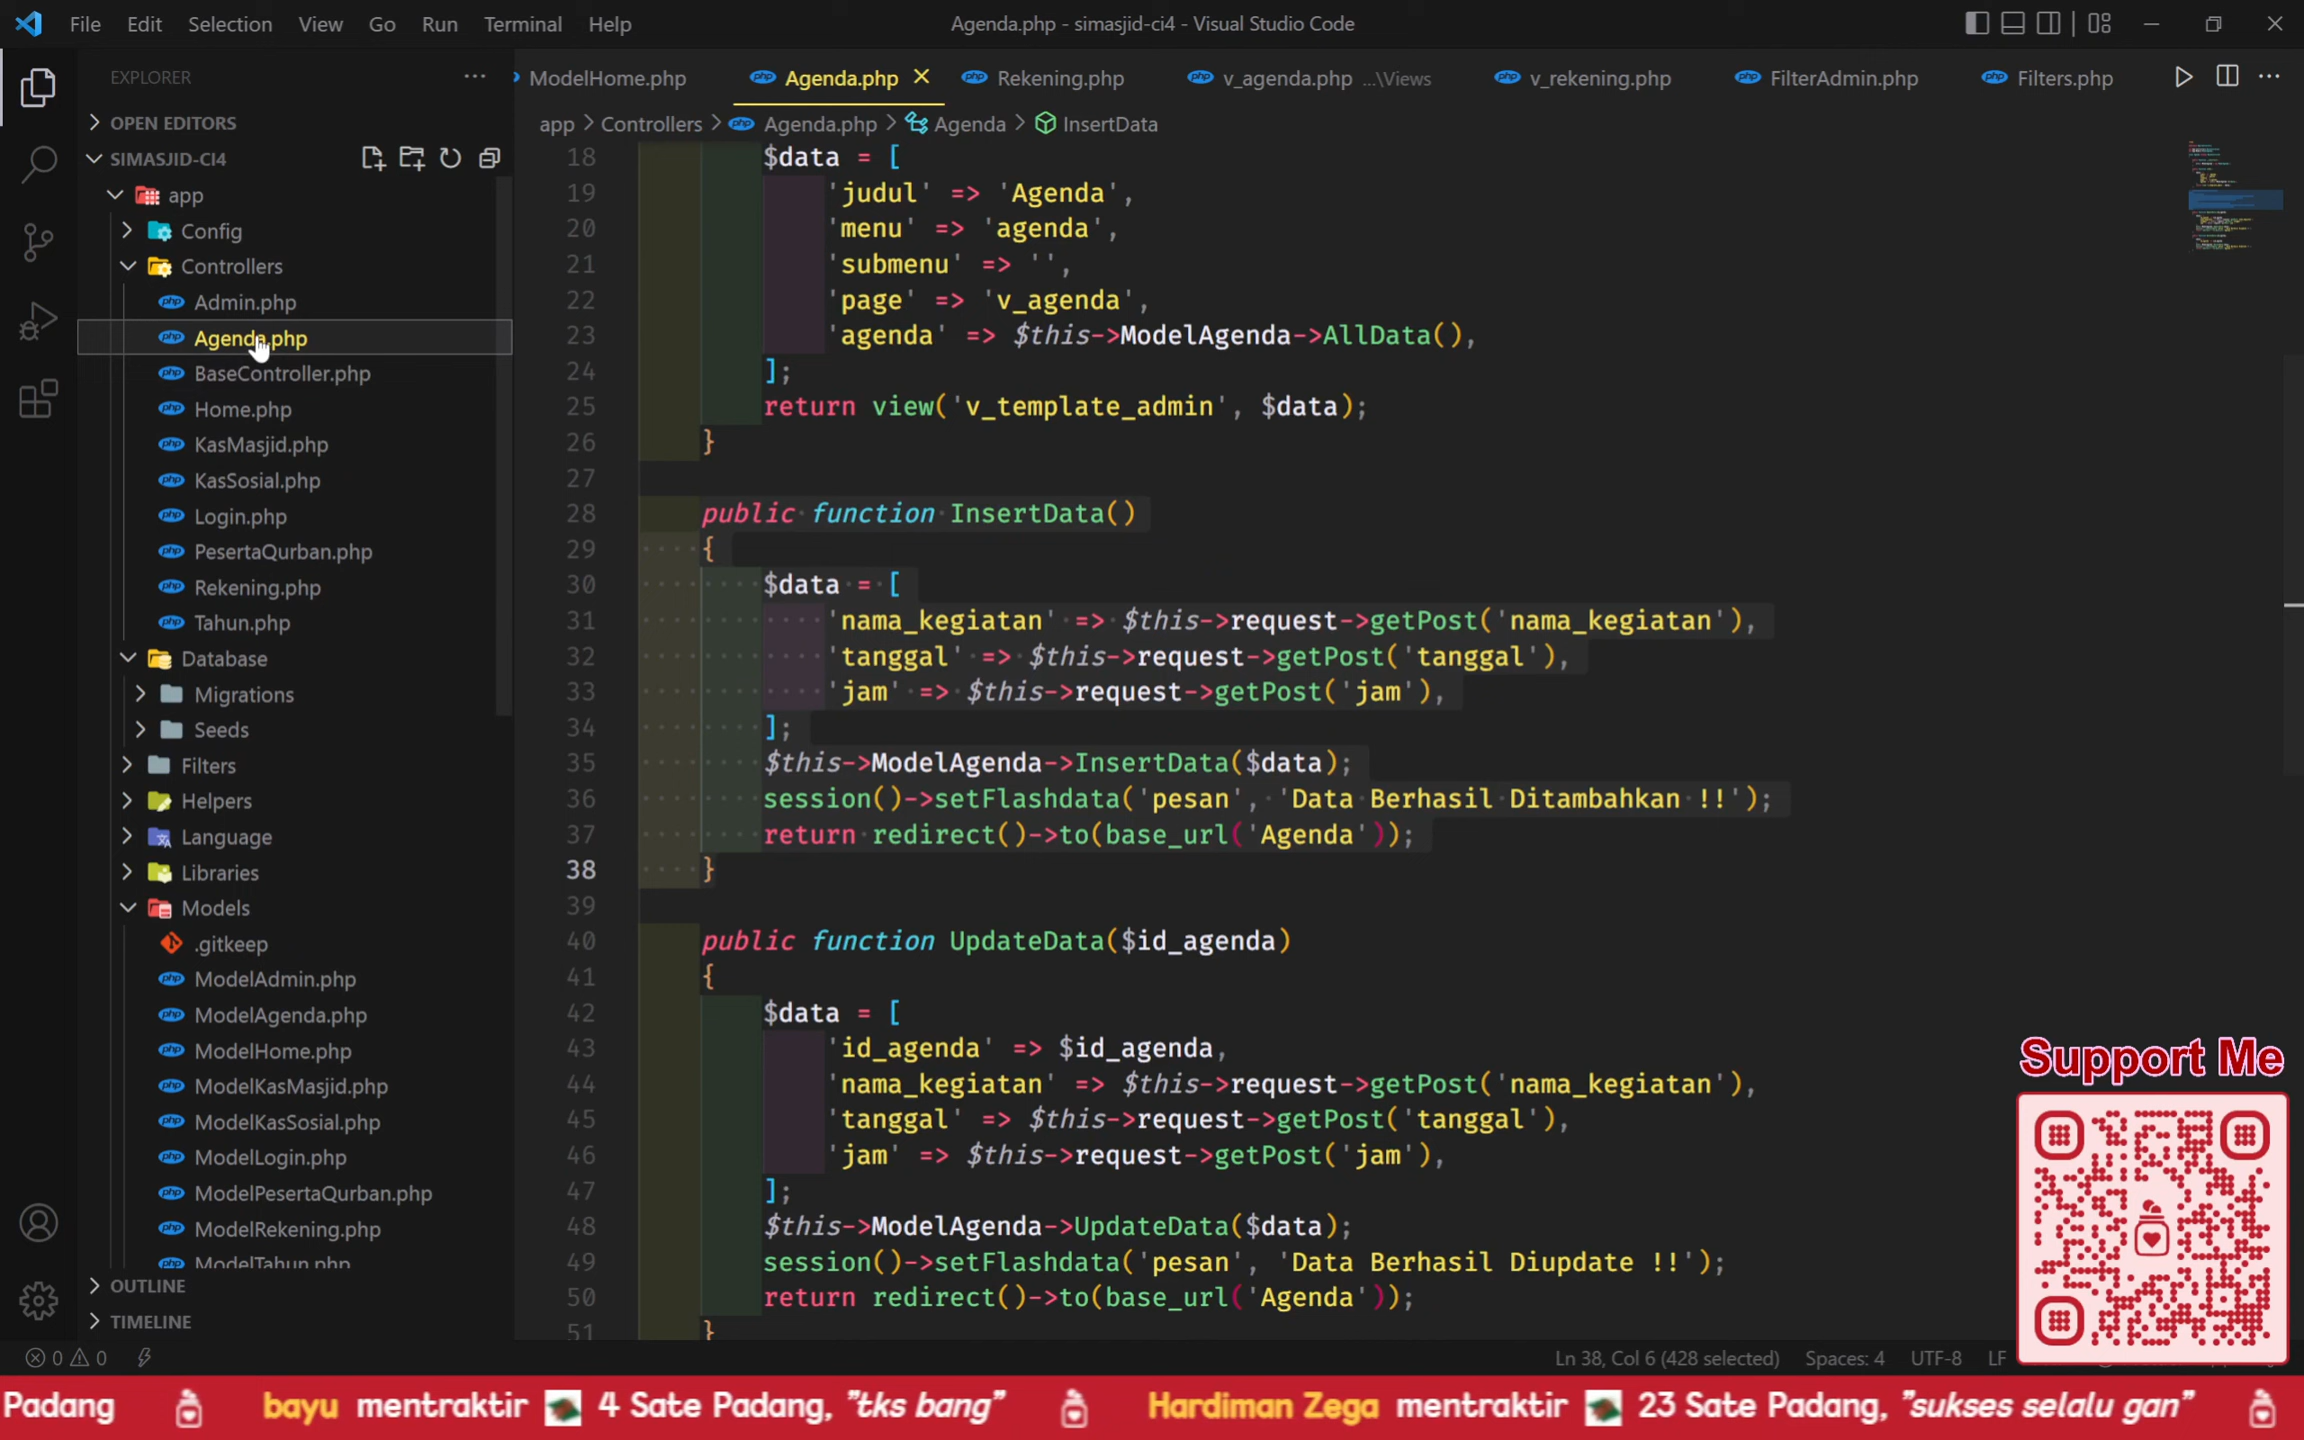 File Edit Selection View Go Run Terminal Help
Agenda.php - simasjid-ci4 - Visual Studio Code
EXPLORER
OPEN EDITORS
SIMASJID-CI4
app
Config
Controllers
Admin.php
Agenda.php
BaseController.php
Home.php
KasMasjid.php
KasSosial.php
Login.php
PesertaQurban.php
Rekening.php
Tahun.php
Database
Migrations
Seeds
Filters
Helpers
Language
Libraries
Models
.gitkeep
ModelAdmin.php
ModelAgenda.php
ModelHome.php
ModelKasMasjid.php
ModelKasSosial.php
ModelLogin.php
ModelPesertaQurban.php
ModelRekening.php
ModelTahun.php
OUTLINE
TIMELINE
ModelHome.php Agenda.php Rekening.php v_agenda.php ...\Views v_rekening.php FilterAdmin.php Filters.php
app > Controllers > Agenda.php > Agenda > InsertData
18 $data = [
19 'judul' => 'Agenda',
20 'menu' => 'agenda',
21 'submenu' => '',
22 'page' => 'v_agenda',
23 'agenda' => $this->ModelAgenda->AllData(),
24 ];
25 return view('v_template_admin', $data);
26 }
27
28 public function InsertData()
29 {
30 $data = [
31 'nama_kegiatan' => $this->request->getPost('nama_kegiatan'),
32 'tanggal' => $this->request->getPost('tanggal'),
33 'jam' => $this->request->getPost('jam'),
34 ];
35 $this->ModelAgenda->InsertData($data);
36 session()->setFlashdata('pesan', 'Data Berhasil Ditambahkan !!');
37 return redirect()->to(base_url('Agenda'));
38 }
39
40 public function UpdateData($id_agenda)
41 {
42 $data = [
43 'id_agenda' => $id_agenda,
44 'nama_kegiatan' => $this->request->getPost('nama_kegiatan'),
45 'tanggal' => $this->request->getPost('tanggal'),
46 'jam' => $this->request->getPost('jam'),
47 ];
48 $this->ModelAgenda->UpdateData($data);
49 session()->setFlashdata('pesan', 'Data Berhasil Diupdate !!');
50 return redirect()->to(base_url('Agenda'));
51 }
Support Me
0 0
Ln 38, Col 6 (428 selected) Spaces: 4 UTF-8 LF
Padang bayu mentraktir 4 Sate Padang, "tks bang" Hardiman Zega mentraktir 23 Sate Padang, "sukses selalu gan"